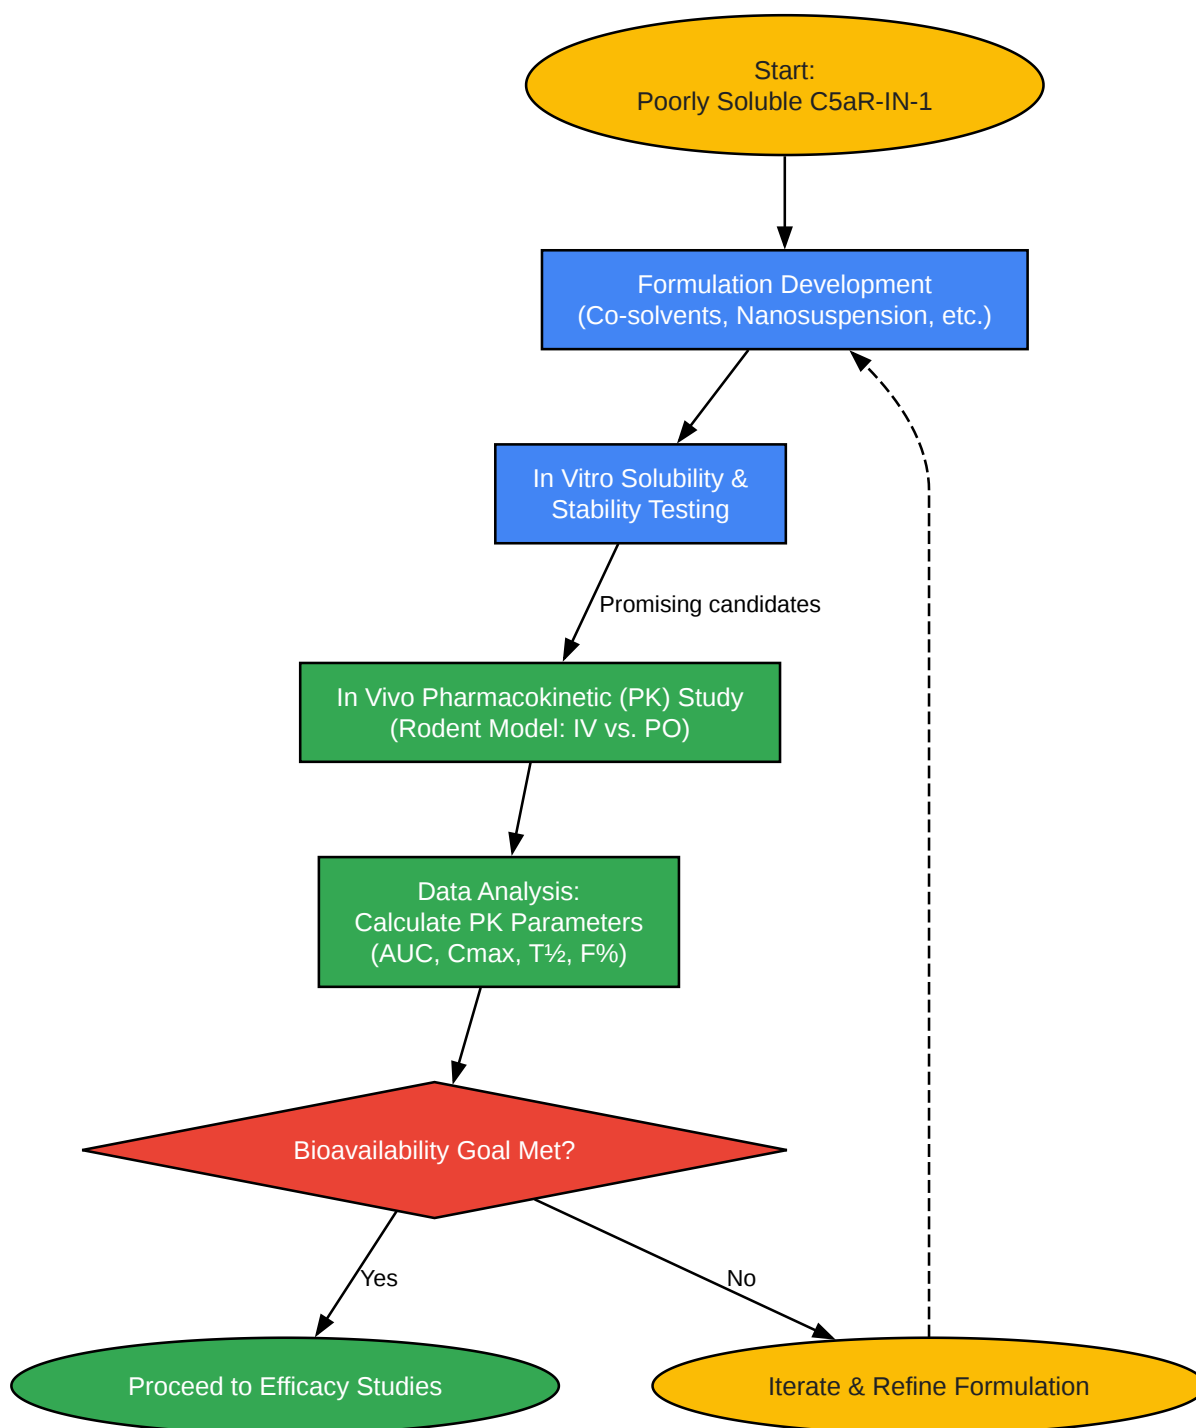 Start:
Poorly Soluble C5aR-IN-1
Formulation Development
(Co-solvents, Nanosuspension, etc.)
In Vitro Solubility &
Stability Testing
Promising candidates
In Vivo Pharmacokinetic (PK) Study
(Rodent Model: IV vs. PO)
Data Analysis:
Calculate PK Parameters
(AUC, Cmax, T½, F%)
Bioavailability Goal Met?
Yes
No
Proceed to Efficacy Studies
Iterate & Refine Formulation